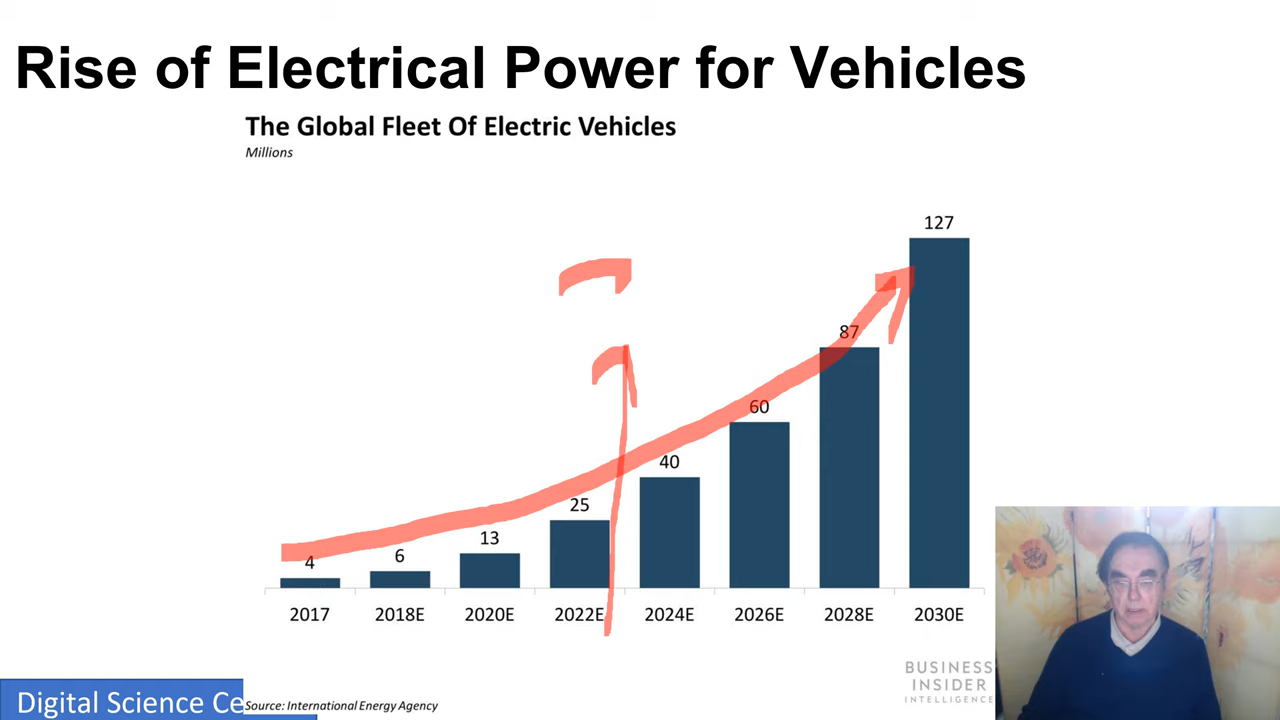 Rise of Electrical Power for Vehicles
The Global Fleet Of Electric Vehicles
Millions
127
87
60
40
25
13
6
4
2017 2018E 2020E 2022E 2024E 2026E 2028E 2030E
BUSINESS
INSIDER
INTELLIGENCE
Digital Science Ce
Source: International Energy Agency